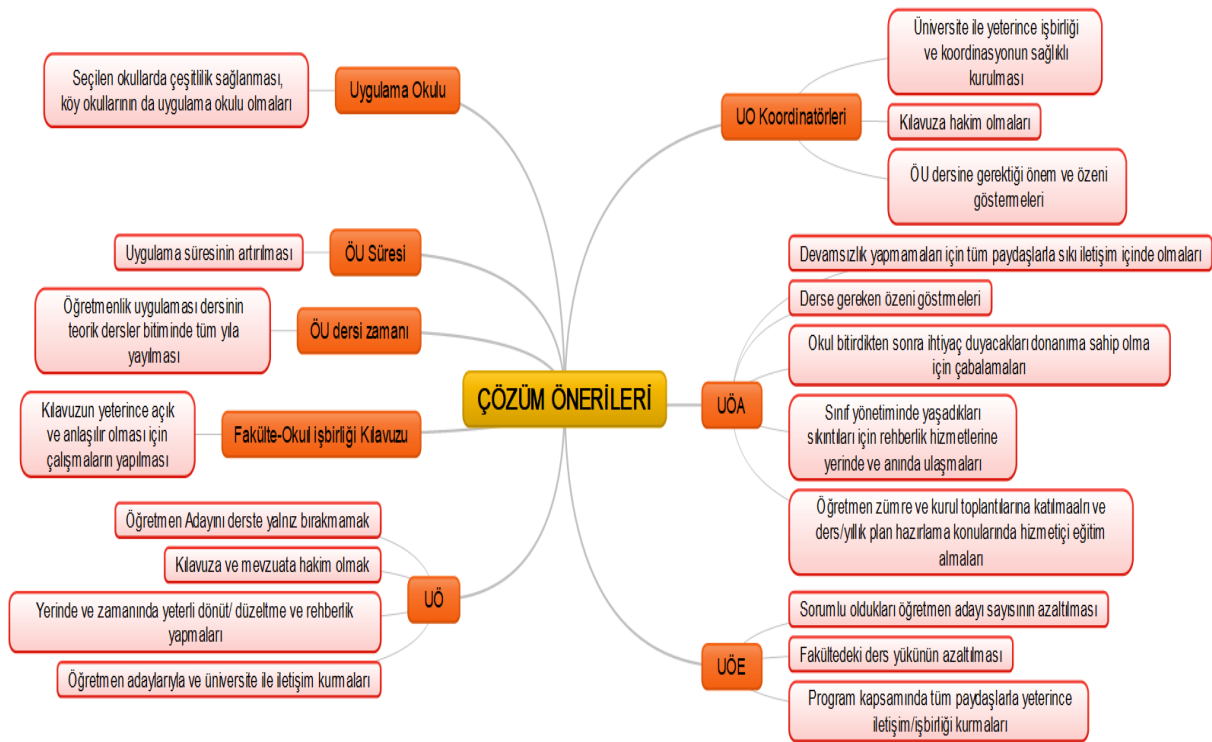 ÇÖZÜM ÖNERİLERİ
Uygulama Okulu
Seçilen okullarda çeşitlilik sağlanması,
köy okullarının da uygulama okulu olmaları
ÖU Süresi
Uygulama süresinin artırılması
ÖU dersi zamanı
Öğretmenlik uygulaması dersinin
teorik dersler bitiminde tüm yıla
yayılması
Fakülte-Okul işbirliği Kılavuzu
Kılavuzun yeterince açık
ve anlaşılır olması için
çalışmaların yapılması
UÖ
Öğretmen Adayını derste yalnız bırakmamak
Kılavuza ve mevzuata hakim olmak
Yerinde ve zamanında yeterli dönüt/ düzeltme ve rehberlik
yapmaları
Öğretmen adaylarıyla ve üniversite ile iletişim kurmaları
UO Koordinatörleri
Üniversite ile yeterince işbirliği
ve koordinasyonun sağlıklı
kurulması
Kılavuza hakim olmaları
ÖU dersine gerektiği önem ve özeni
göstermeleri
UÖA
Devamsızlık yapmamaları için tüm paydaşlarla sıkı iletişim içinde olmaları
Derse gereken özeni göstrmeleri
Okul bitirdikten sonra ihtiyaç duyacakları donanıma sahip olma
için çabalamaları
Sınıf yönetiminde yaşadıkları
sıkıntıları için rehberlik hizmetlerine
yerinde ve anında ulaşmaları
Öğretmen zümre ve kurul toplantılarına katılmaalrı ve
ders/yıllık plan hazırlama konularında hizmetiçi eğitim
almaları
UÖE
Sorumlu oldukları öğretmen adayı sayısının azaltılması
Fakültedeki ders yükünün azaltılması
Program kapsamında tüm paydaşlarla yeterince
iletişim/işbirliği kurmaları